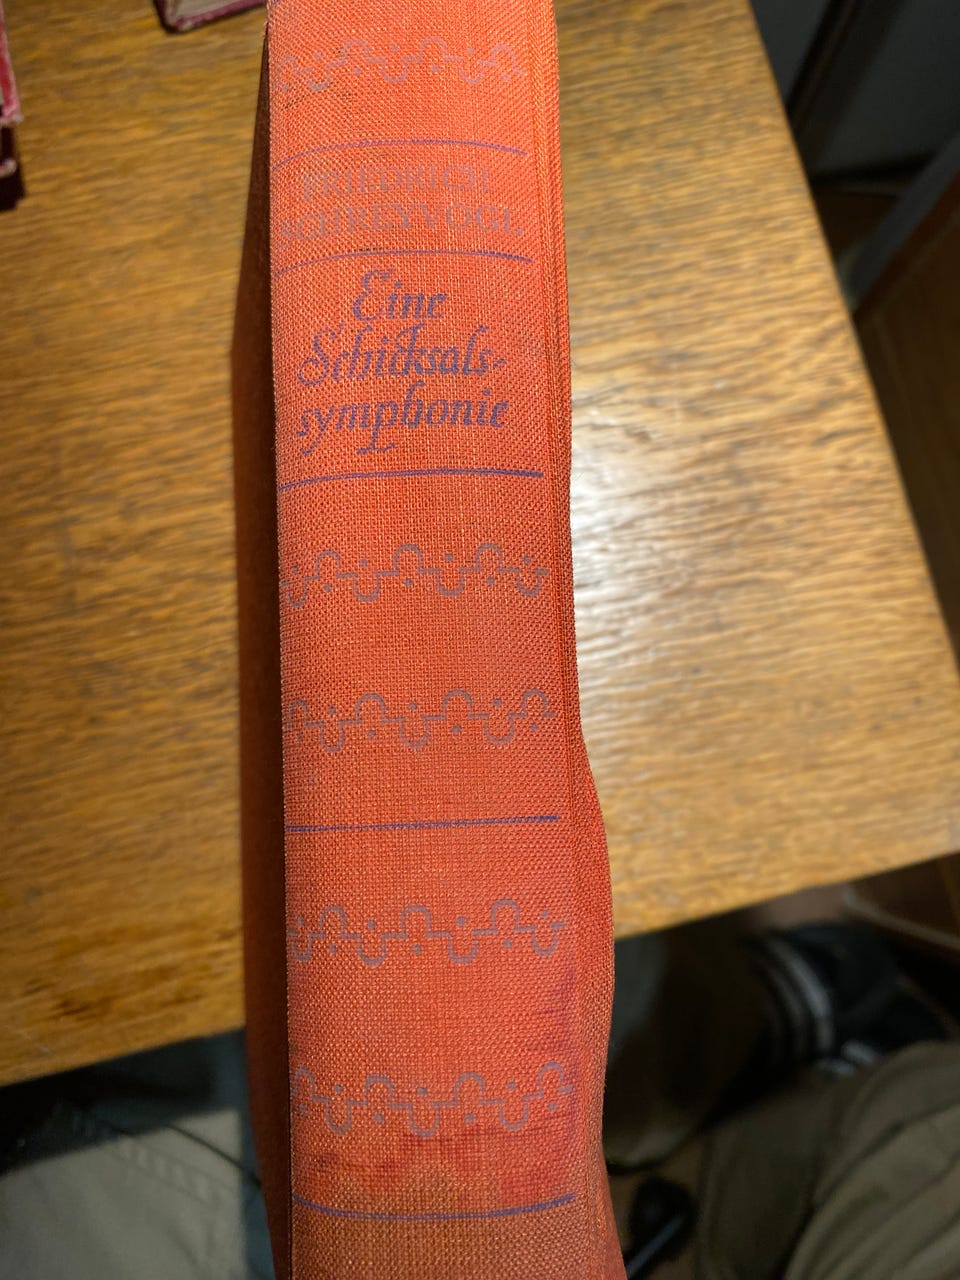 FRIEDRICH
SCHREYVOGL
Eine
Schicksals-
symphonie